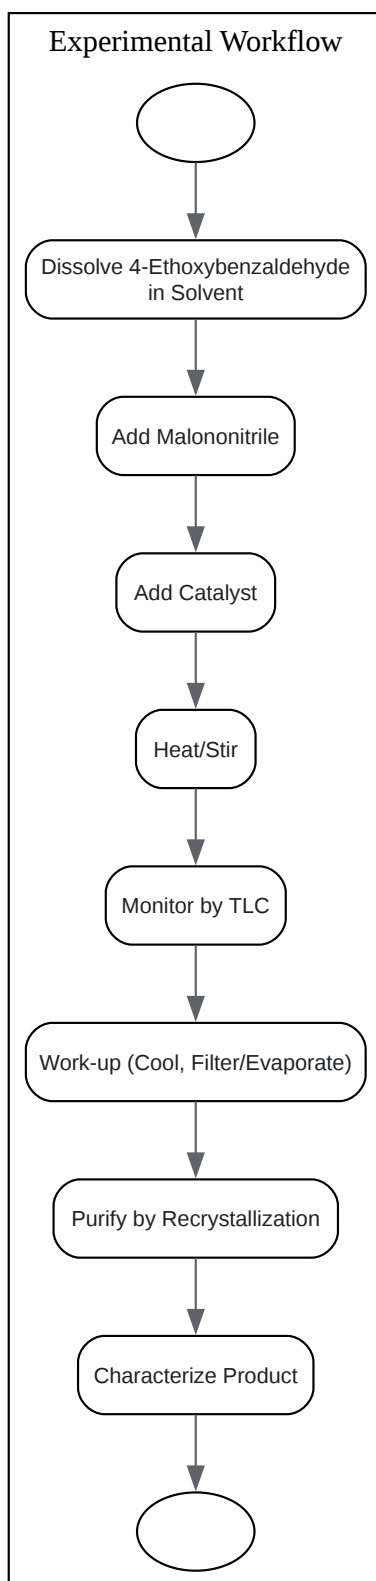 Experimental Workflow
Dissolve 4-Ethoxybenzaldehyde
in Solvent
Add Malononitrile
Add Catalyst
Heat/Stir
Monitor by TLC
Work-up (Cool, Filter/Evaporate)
Purify by Recrystallization
Characterize Product